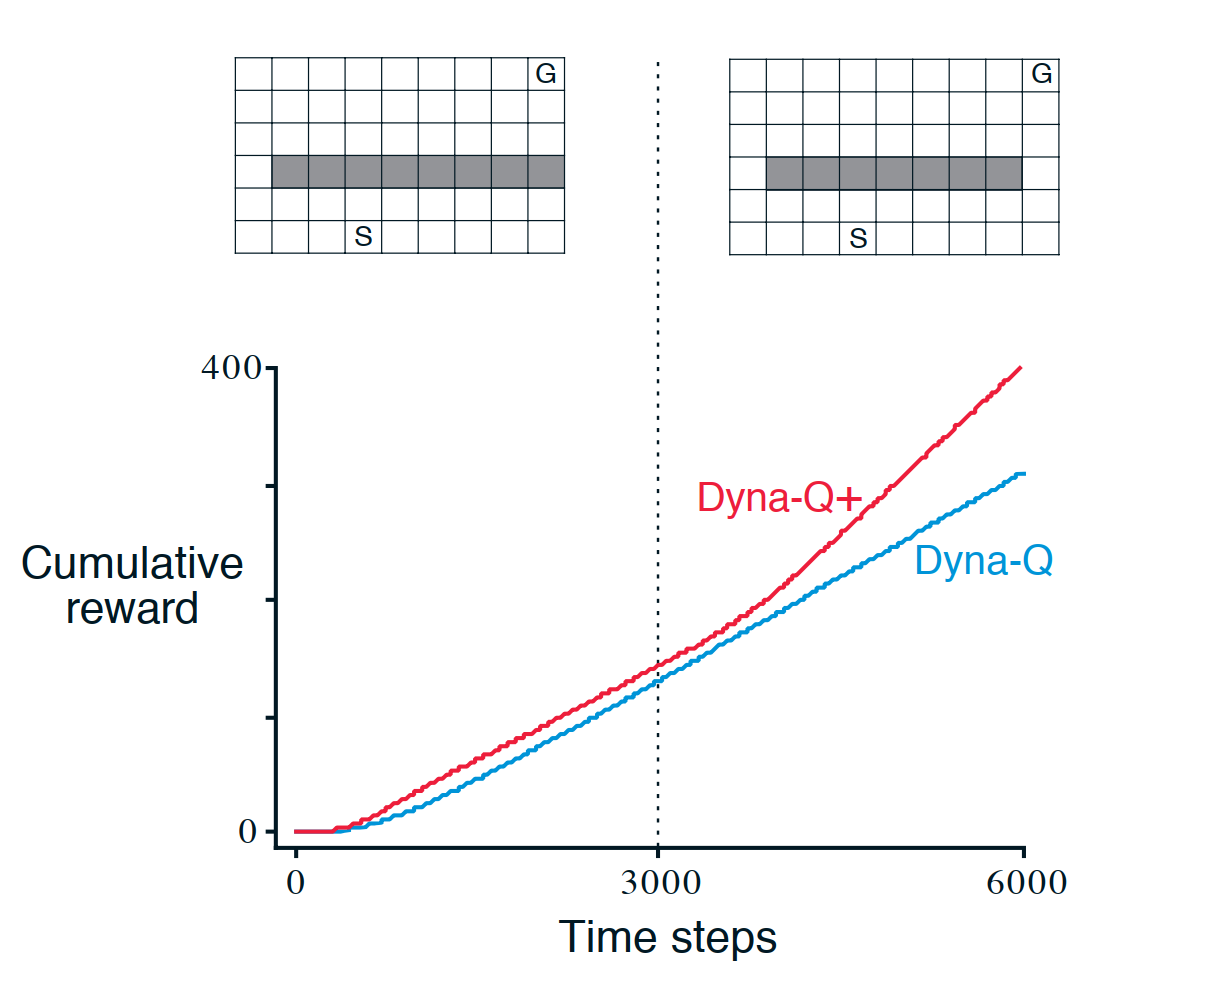 G
G
S
S
400
Dyna-Q+
Dyna-Q
Cumulative
reward
0
0
3000
6000
Time steps